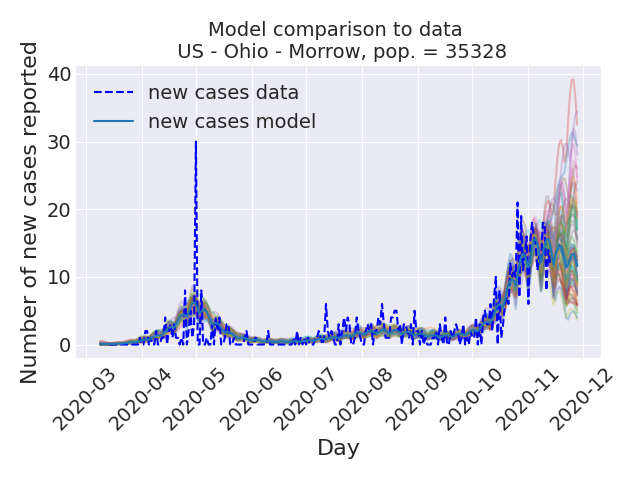 Model comparison to data
US - Ohio - Morrow, pop. = 35328
new cases data
new cases model
Number of new cases reported
40
30
20
10
0
2020-03
2020-04
2020-05
2020-06
2020-07
2020-08
2020-09
2020-10
2020-11
2020-12
Day